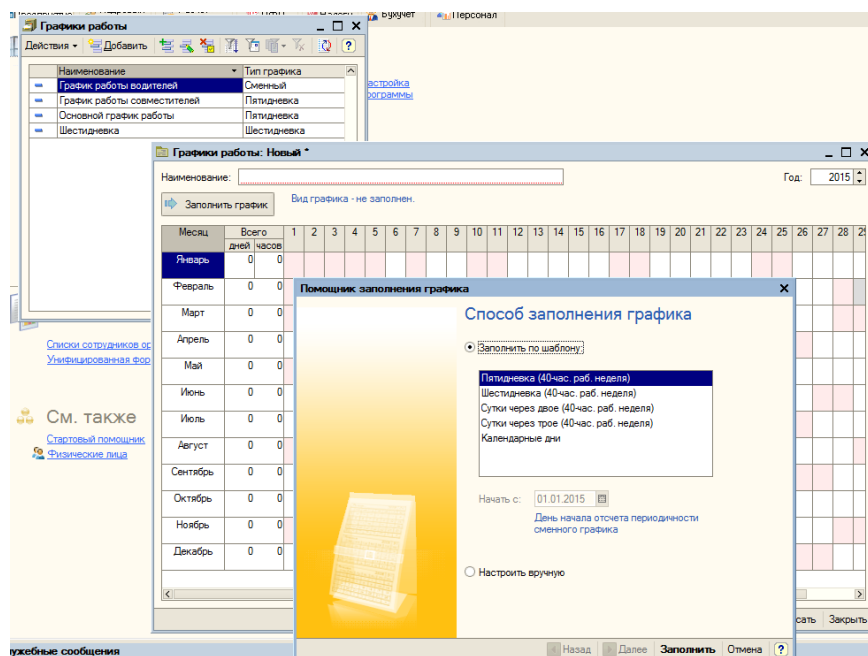 Бухучет Персонал
Графики работы
Действия Добавить
Наименование Тип графика
График работы водителей Сменный
График работы совместителей Пятидневка
Основной график работы Пятидневка
Шестидневка Шестидневка
Графики работы: Новый *
Наименование: Год: 2015
Заполнить график Вид графика - не заполнен.
Месяц Всего 1 2 3 4 5 6 7 8 9 10 11 12 13 14 15 16 17 18 19 20 21 22 23 24 25 26 27 28
дней часов
Январь 0 0
Февраль 0 0
Март 0 0
Апрель 0 0
Май 0 0
Июнь 0 0
Июль 0 0
Август 0 0
Сентябрь 0 0
Октябрь 0 0
Ноябрь 0 0
Декабрь 0 0
Закрыть
Помощник заполнения графика
Способ заполнения графика
Заполнить по шаблону:
Пятидневка (40-час. раб. неделя)
Шестидневка (40-час. раб. неделя)
Сутки через двое (40-час. раб. неделя)
Сутки через трое (40-час. раб. неделя)
Календарные дни
Начать с: 01.01.2015
День начала отсчета периодичности
сменного графика
Настроить вручную
Назад Далее Заполнить Отмена ?
Списки сотрудников
Унифицированная
См. также
Стартовый помощник
Физические лица
сообщения